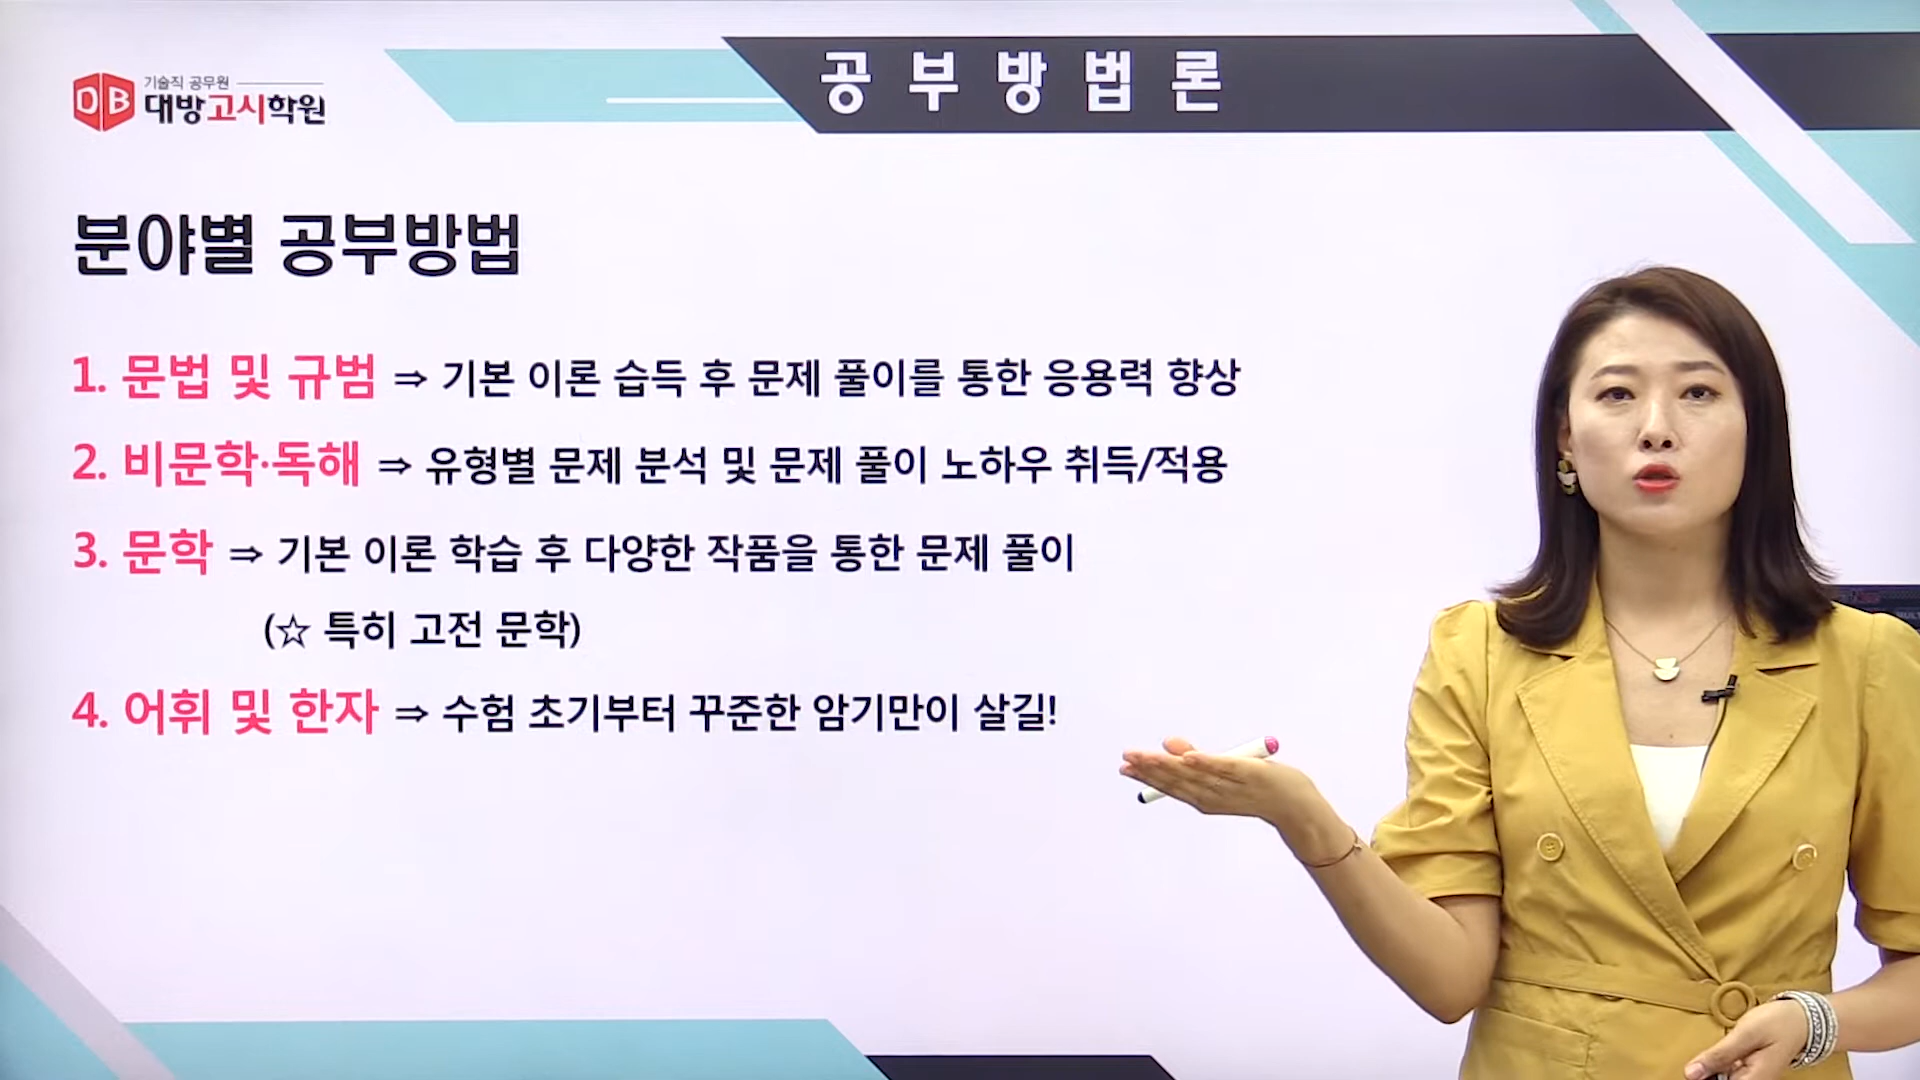 공부방법론
기술직 공무원
DB 대방고시학원
분야별 공부방법
1. 문법 및 규범 ⇒ 기본 이론 습득 후 문제 풀이를 통한 응용력 향상
2. 비문학·독해 ⇒ 유형별 문제 분석 및 문제 풀이 노하우 취득/적용
3. 문학 ⇒ 기본 이론 학습 후 다양한 작품을 통한 문제 풀이
(☆ 특히 고전 문학)
4. 어휘 및 한자 ⇒ 수험 초기부터 꾸준한 암기만이 살길!